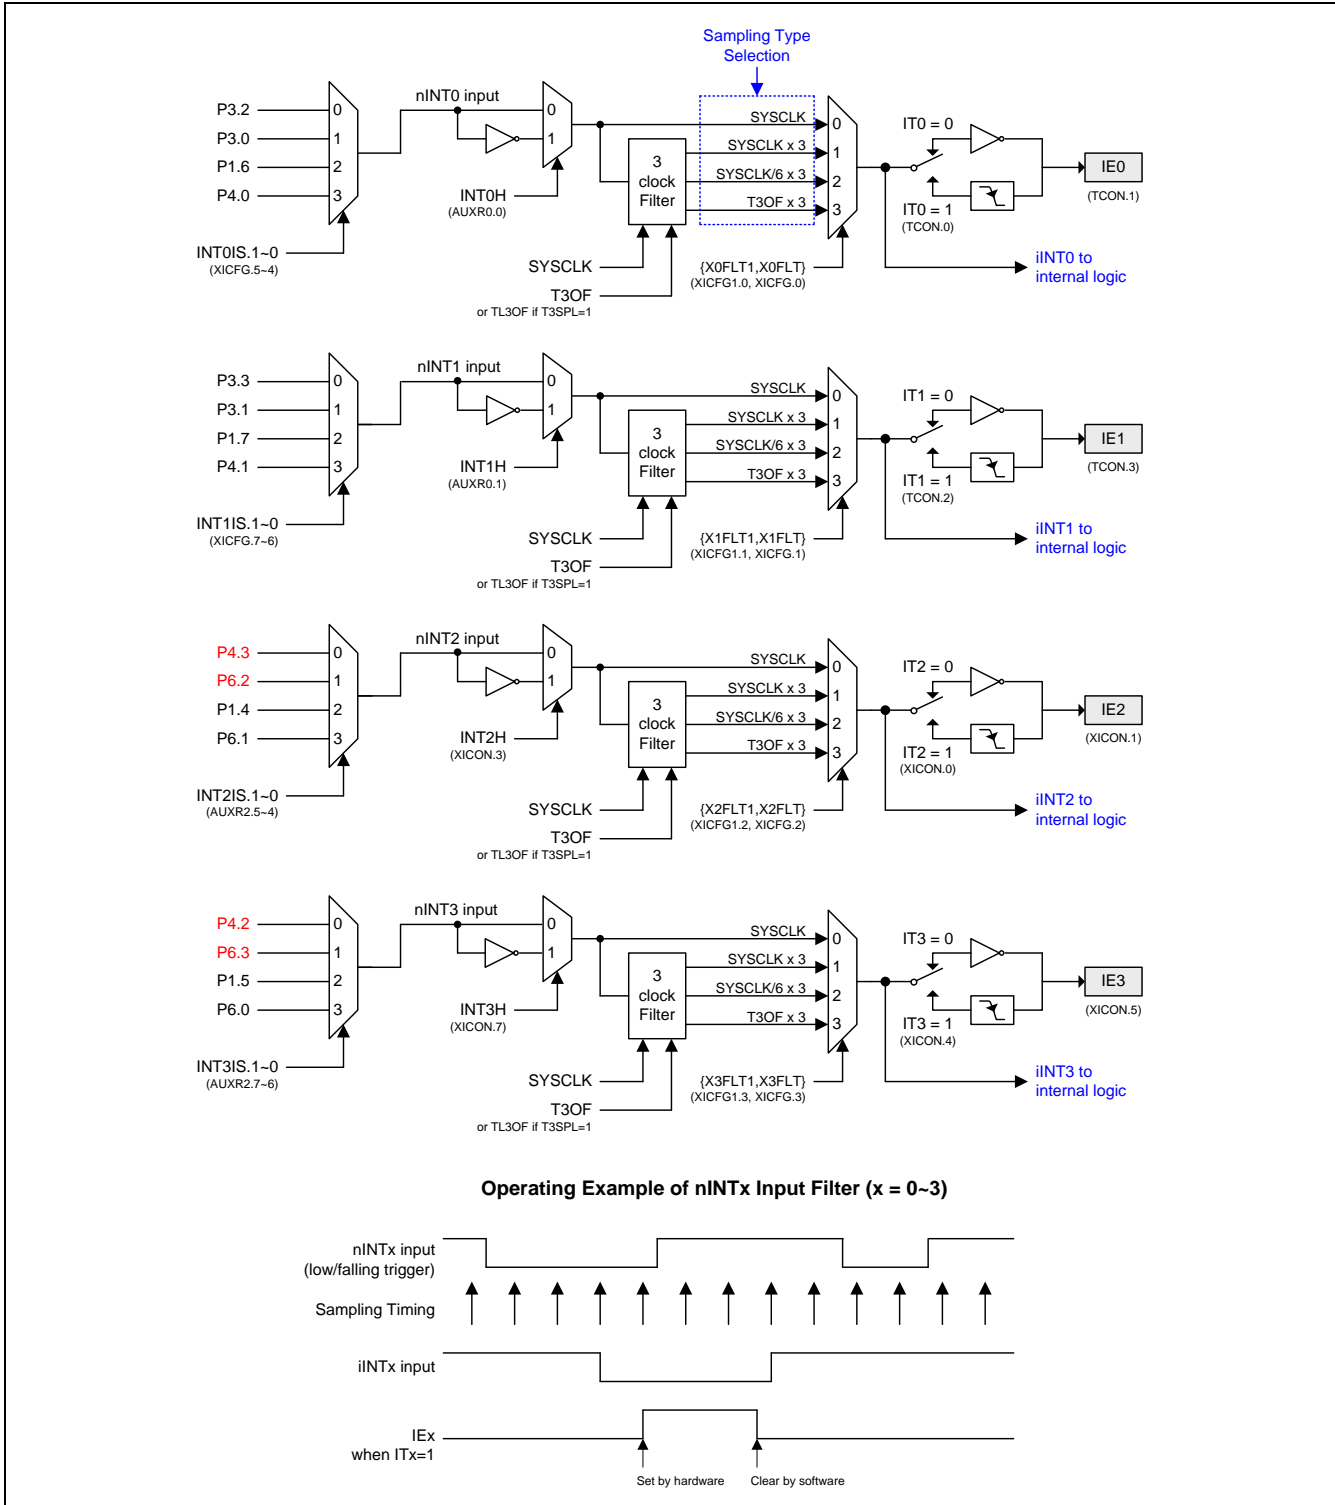 Sampling Type
Selection
P3.2
P3.0
P1.6
P4.0
0
1
2
3
INT0IS.1~0
(XICFG.5~4)
nINT0 input
0
1
INT0H
(AUXR0.0)
3
clock
Filter
SYSCLK
SYSCLK x 3
SYSCLK/6 x 3
T3OF x 3
0
1
2
3
SYSCLK
T3OF
or TL3OF if T3SPL=1
{X0FLT1,X0FLT}
(XICFG1.0, XICFG.0)
IT0 = 0
IT0 = 1
(TCON.0)
IE0
(TCON.1)
iINT0 to
internal logic
P3.3
P3.1
P1.7
P4.1
0
1
2
3
INT1IS.1~0
(XICFG.7~6)
nINT1 input
0
1
INT1H
(AUXR0.1)
3
clock
Filter
SYSCLK
SYSCLK x 3
SYSCLK/6 x 3
T3OF x 3
0
1
2
3
SYSCLK
T3OF
or TL3OF if T3SPL=1
{X1FLT1,X1FLT}
(XICFG1.1, XICFG.1)
IT1 = 0
IT1 = 1
(TCON.2)
IE1
(TCON.3)
iINT1 to
internal logic
P4.3
P6.2
P1.4
P6.1
0
1
2
3
INT2IS.1~0
(AUXR2.5~4)
nINT2 input
0
1
INT2H
(XICON.3)
3
clock
Filter
SYSCLK
SYSCLK x 3
SYSCLK/6 x 3
T3OF x 3
0
1
2
3
SYSCLK
T3OF
or TL3OF if T3SPL=1
{X2FLT1,X2FLT}
(XICFG1.2, XICFG.2)
IT2 = 0
IT2 = 1
(XICON.0)
IE2
(XICON.1)
iINT2 to
internal logic
P4.2
P6.3
P1.5
P6.0
0
1
2
3
INT3IS.1~0
(AUXR2.7~6)
nINT3 input
0
1
INT3H
(XICON.7)
3
clock
Filter
SYSCLK
SYSCLK x 3
SYSCLK/6 x 3
T3OF x 3
0
1
2
3
SYSCLK
T3OF
or TL3OF if T3SPL=1
{X3FLT1,X3FLT}
(XICFG1.3, XICFG.3)
IT3 = 0
IT3 = 1
(XICON.4)
IE3
(XICON.5)
iINT3 to
internal logic
Operating Example of nINTx Input Filter (x = 0~3)
nINTx input
(low/falling trigger)
Sampling Timing
iINTx input
IEx
when ITx=1
Set by hardware
Clear by software